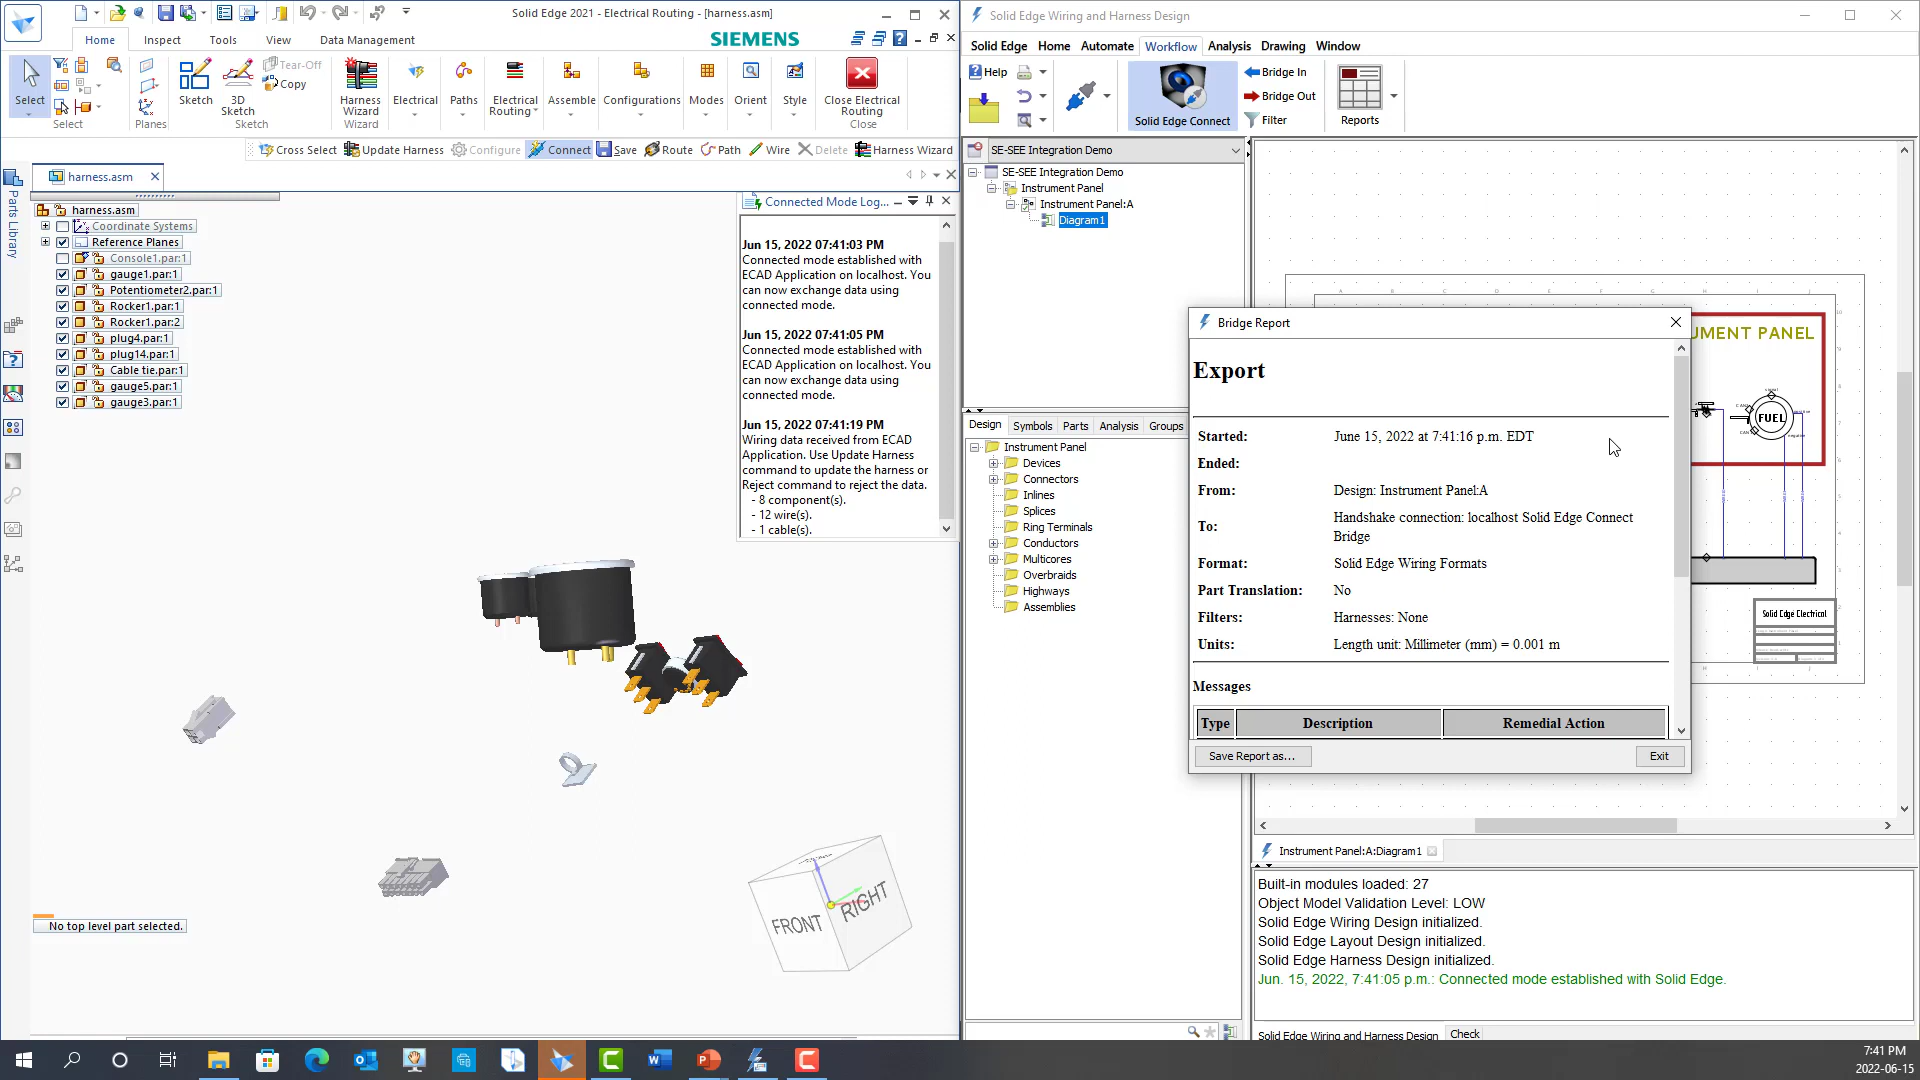 Solid Edge 2021 - Electrical Routing - [harness.asm]
Home Inspect Tools View Data Management
SIEMENS
Select
Select
Planes
Sketch
3D Sketch
Tear-Off
Copy
Sketch
Harness Wizard
Wizard
Electrical
Paths
Electrical Routing
Assemble
Configurations
Modes
Orient
Style
Close Electrical Routing
Close
Cross Select Update Harness Configure Connect Save Route Path Wire Delete Harness Wizard
harness.asm
Parts Library
harness.asm
Coordinate Systems
Reference Planes
Console1.par:1
gauge1.par:1
Potentiometer2.par:1
Rocker1.par:1
Rocker1.par:2
plug4.par:1
plug14.par:1
Cable tie.par:1
gauge5.par:1
gauge3.par:1
Connected Mode Log...
Jun 15, 2022 07:41:03 PM
Connected mode established with
ECAD Application on localhost. You
can now exchange data using
connected mode.
Jun 15, 2022 07:41:05 PM
Connected mode established with
ECAD Application on localhost. You
can now exchange data using
connected mode.
Jun 15, 2022 07:41:19 PM
Wiring data received from ECAD
Application. Use Update Harness
command to update the harness or
Reject command to reject the data.
- 8 component(s).
- 12 wire(s).
- 1 cable(s).
FRONT
RIGHT
No top level part selected.
Solid Edge Wiring and Harness Design
Solid Edge Home Automate Workflow Analysis Drawing Window
Help
Solid Edge Connect
Bridge In
Bridge Out
Filter
Reports
SE-SEE Integration Demo
SE-SEE Integration Demo
Instrument Panel
Instrument Panel:A
Diagram1
Design Symbols Parts Analysis Groups
Instrument Panel
Devices
Connectors
Inlines
Splices
Ring Terminals
Conductors
Multicores
Overbraids
Highways
Assemblies
Bridge Report
Export
Started: June 15, 2022 at 7:41:16 p.m. EDT
Ended:
From: Design: Instrument Panel:A
To: Handshake connection: localhost Solid Edge Connect
Bridge
Format: Solid Edge Wiring Formats
Part Translation: No
Filters: Harnesses: None
Units: Length unit: Millimeter (mm) = 0.001 m
Messages
Type Description Remedial Action
Save Report as... Exit
UMENT PANEL
FUEL
Solid Edge Electrical
Instrument Panel:A:Diagram1
Built-in modules loaded: 27
Object Model Validation Level: LOW
Solid Edge Wiring Design initialized.
Solid Edge Layout Design initialized.
Solid Edge Harness Design initialized.
Jun. 15, 2022, 7:41:05 p.m.: Connected mode established with Solid Edge.
Solid Edge Wiring and Harness Design Check
7:41 PM
2022-06-15